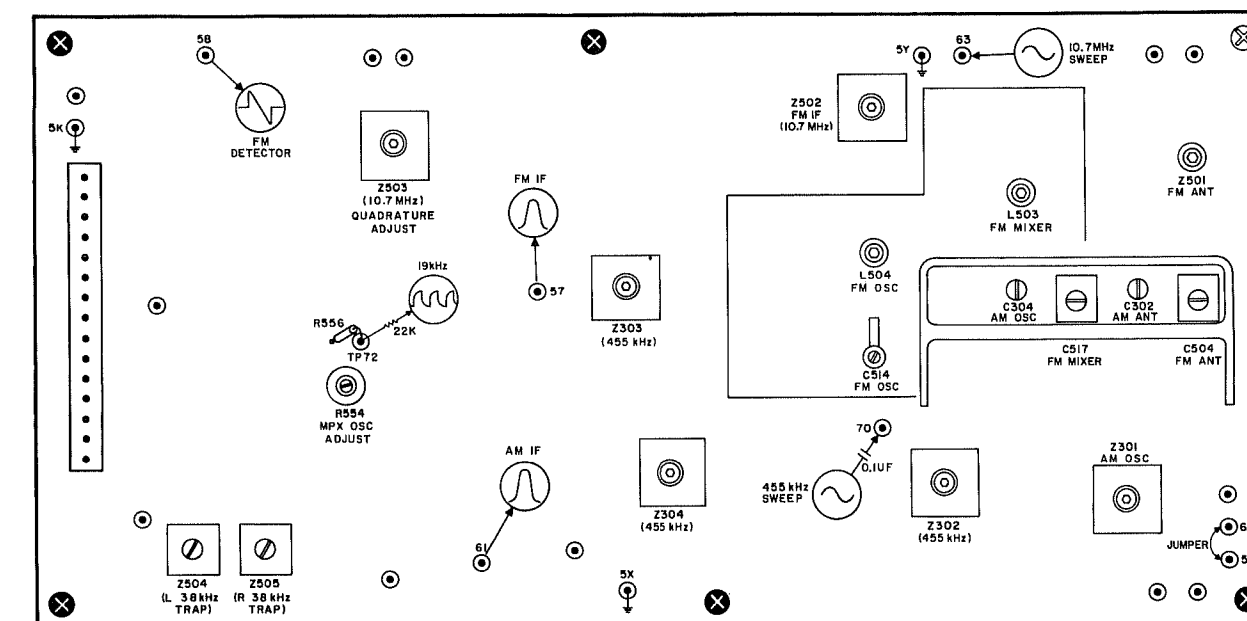 58
63
5Y
10.7MHz
SWEEP
5K
FM
DETECTOR
Z502
FM IF
(10.7 MHz)
Z503
(10.7 MHz)
QUADRATURE
ADJUST
FM IF
57
Z501
FM ANT
L503
FM MIXER
L504
FM OSC
19kHz
22K
R556
TP72
R554
MPX OSC
ADJUST
Z303
(455 kHz)
C304
AM OSC
C302
AM ANT
C517
FM MIXER
C504
FM ANT
C514
FM OSC
70
0.1UF
455 kHz
SWEEP
AM IF
61
Z304
(455 kHz)
Z302
(455 kHz)
Z301
AM OSC
JUMPER
6
5
Z504
(L 38kHz
TRAP)
Z505
(R 38kHz
TRAP)
5X